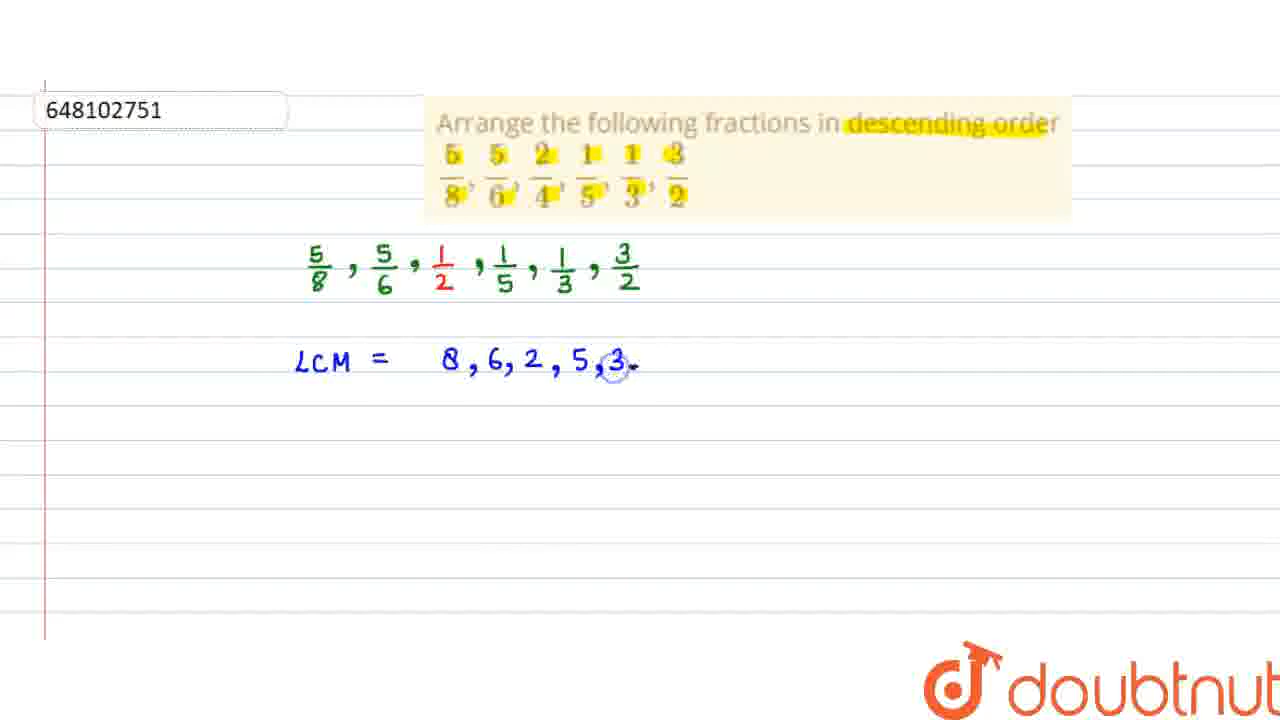 648102751
Arrange the following fractions in descending order
5/8, 5/6, 2/4, 1/5, 1/3, 3/2
5/8, 5/6, 1/2, 1/5, 1/3, 3/2
LCM = 8, 6, 2, 5, 3.
doubtnut